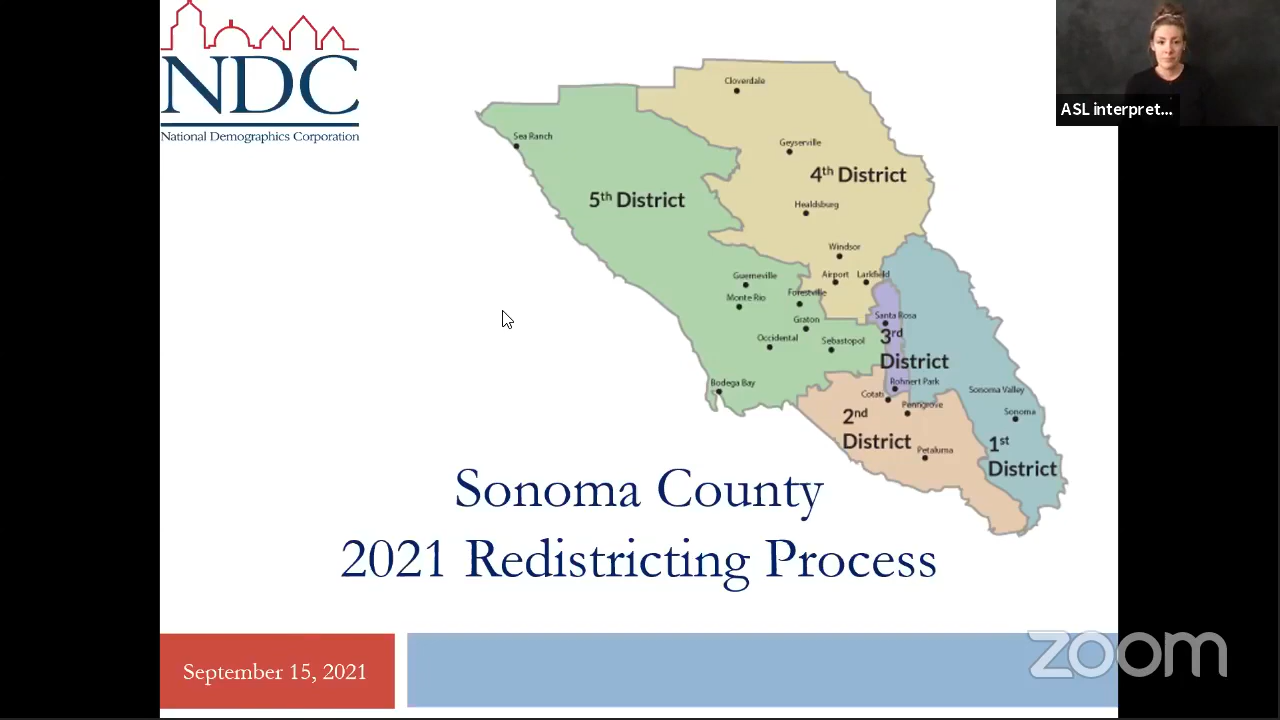 NDC
National Demographics Corporation
ASL interpret...
Cloverdale
Sea Ranch
Geyserville
4th District
5th District
Healdsburg
Windsor
Guerneville
Airport
Larkfield
Monte Rio
Forestville
Graton
Santa Rosa
Occidental
Sebastopol
3rd
District
Bodega Bay
Rohnert Park
Cotati
Sonoma Valley
Penngrove
2nd
District
Sonoma
Petaluma
1st
District
Sonoma County
2021 Redistricting Process
September 15, 2021
zoom